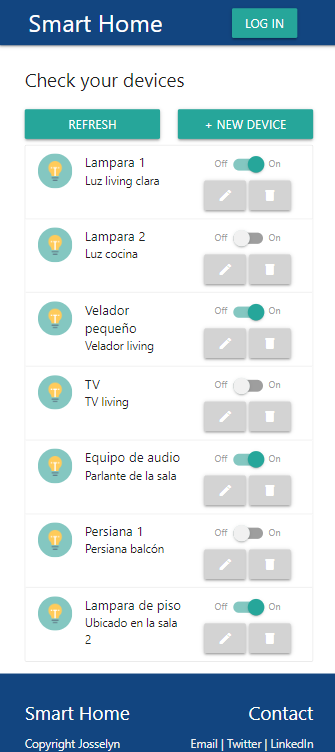 Smart Home
LOG IN
Check your devices
REFRESH
+ NEW DEVICE
Lampara 1
Luz living clara
Off On
Lampara 2
Luz cocina
Off On
Velador
pequeño
Velador living
Off On
TV
TV living
Off On
Equipo de audio
Parlante de la sala
Off On
Persiana 1
Persiana balcón
Off On
Lampara de piso
Ubicado en la sala
2
Off On
Smart Home
Contact
Copyright Josselyn
Email | Twitter | LinkedIn